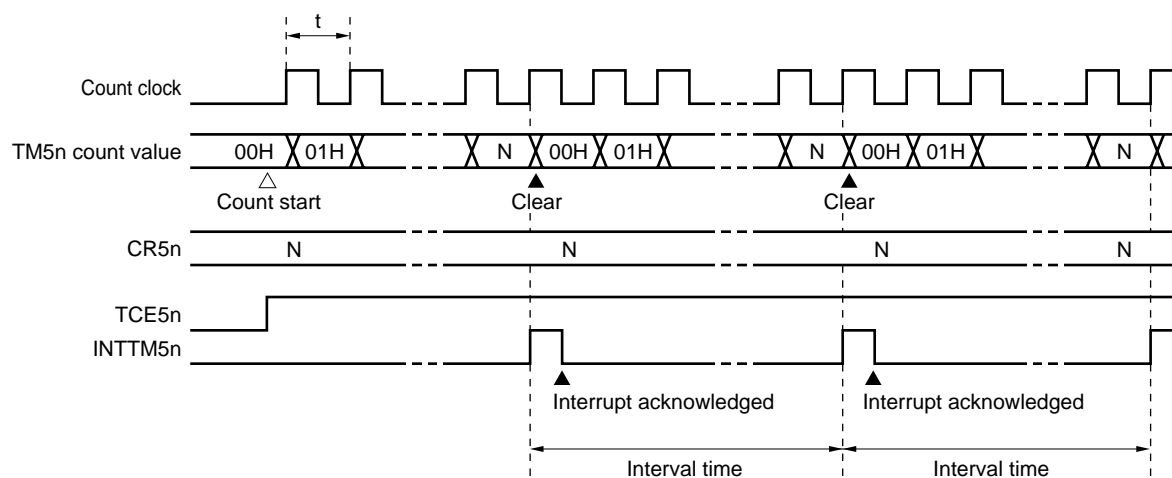 t
Count clock
TM5n count value 00H 01H N 00H 01H N 00H 01H N
Count start Clear Clear
CR5n N N N N
TCE5n
INTTM5n
Interrupt acknowledged Interrupt acknowledged
Interval time Interval time